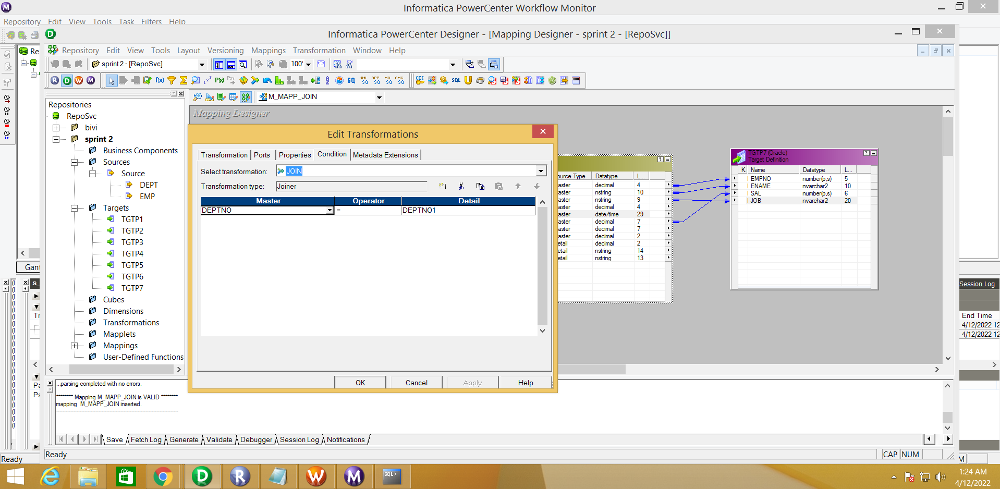 Informatica PowerCenter Workflow Monitor
Repository Edit View Tools Task Filters Help
Informatica PowerCenter Designer - [Mapping Designer - sprint 2 - [RepoSvc]]
Repository Edit View Tools Layout Versioning Mappings Transformation Window Help
sprint 2 - [RepoSvc]
100'
M_MAPP_JOIN
Re
Repositories
RepoSvc
bivi
sprint 2
Business Components
Sources
Source
DEPT
EMP
Targets
TGTP1
TGTP2
TGTP3
TGTP4
TGTP5
TGTP6
TGTP7
Cubes
Dimensions
Transformations
Mapplets
Mappings
User-Defined Functions
Mapping Designer
Edit Transformations
Transformation Ports Properties Condition Metadata Extensions
Select transformation: JOIN
Transformation type: Joiner
Master Operator Detail
DEPTNO = DEPTNO1
OK Cancel Apply Help
ource Type Datatype L...
aster decimal 4
aster nstring 10
aster nstring 9
aster decimal 4
aster date/time 29
aster decimal 7
aster decimal 7
aster decimal 2
etail decimal 2
etail nstring 14
etail nstring 13
TGTP7 (Oracle)
Target Definition
K. Name Datatype L...
EMPNO number(p,s) 5
ENAME nvarchar2 10
SAL number(p,s) 6
JOB nvarchar2 20
Gant
s_
Tr
Pa
Pa
Session Log
End Time
4/12/2022 12
4/12/2022 12
...parsing completed with no errors.
******** Mapping M_MAPP_JOIN is VALID ********
mapping M_MAPP_JOIN inserted.
Save Fetch Log Generate Validate Debugger Session Log Notifications
Ready
CAP NUM
Ready
M
1:24 AM
4/12/2022